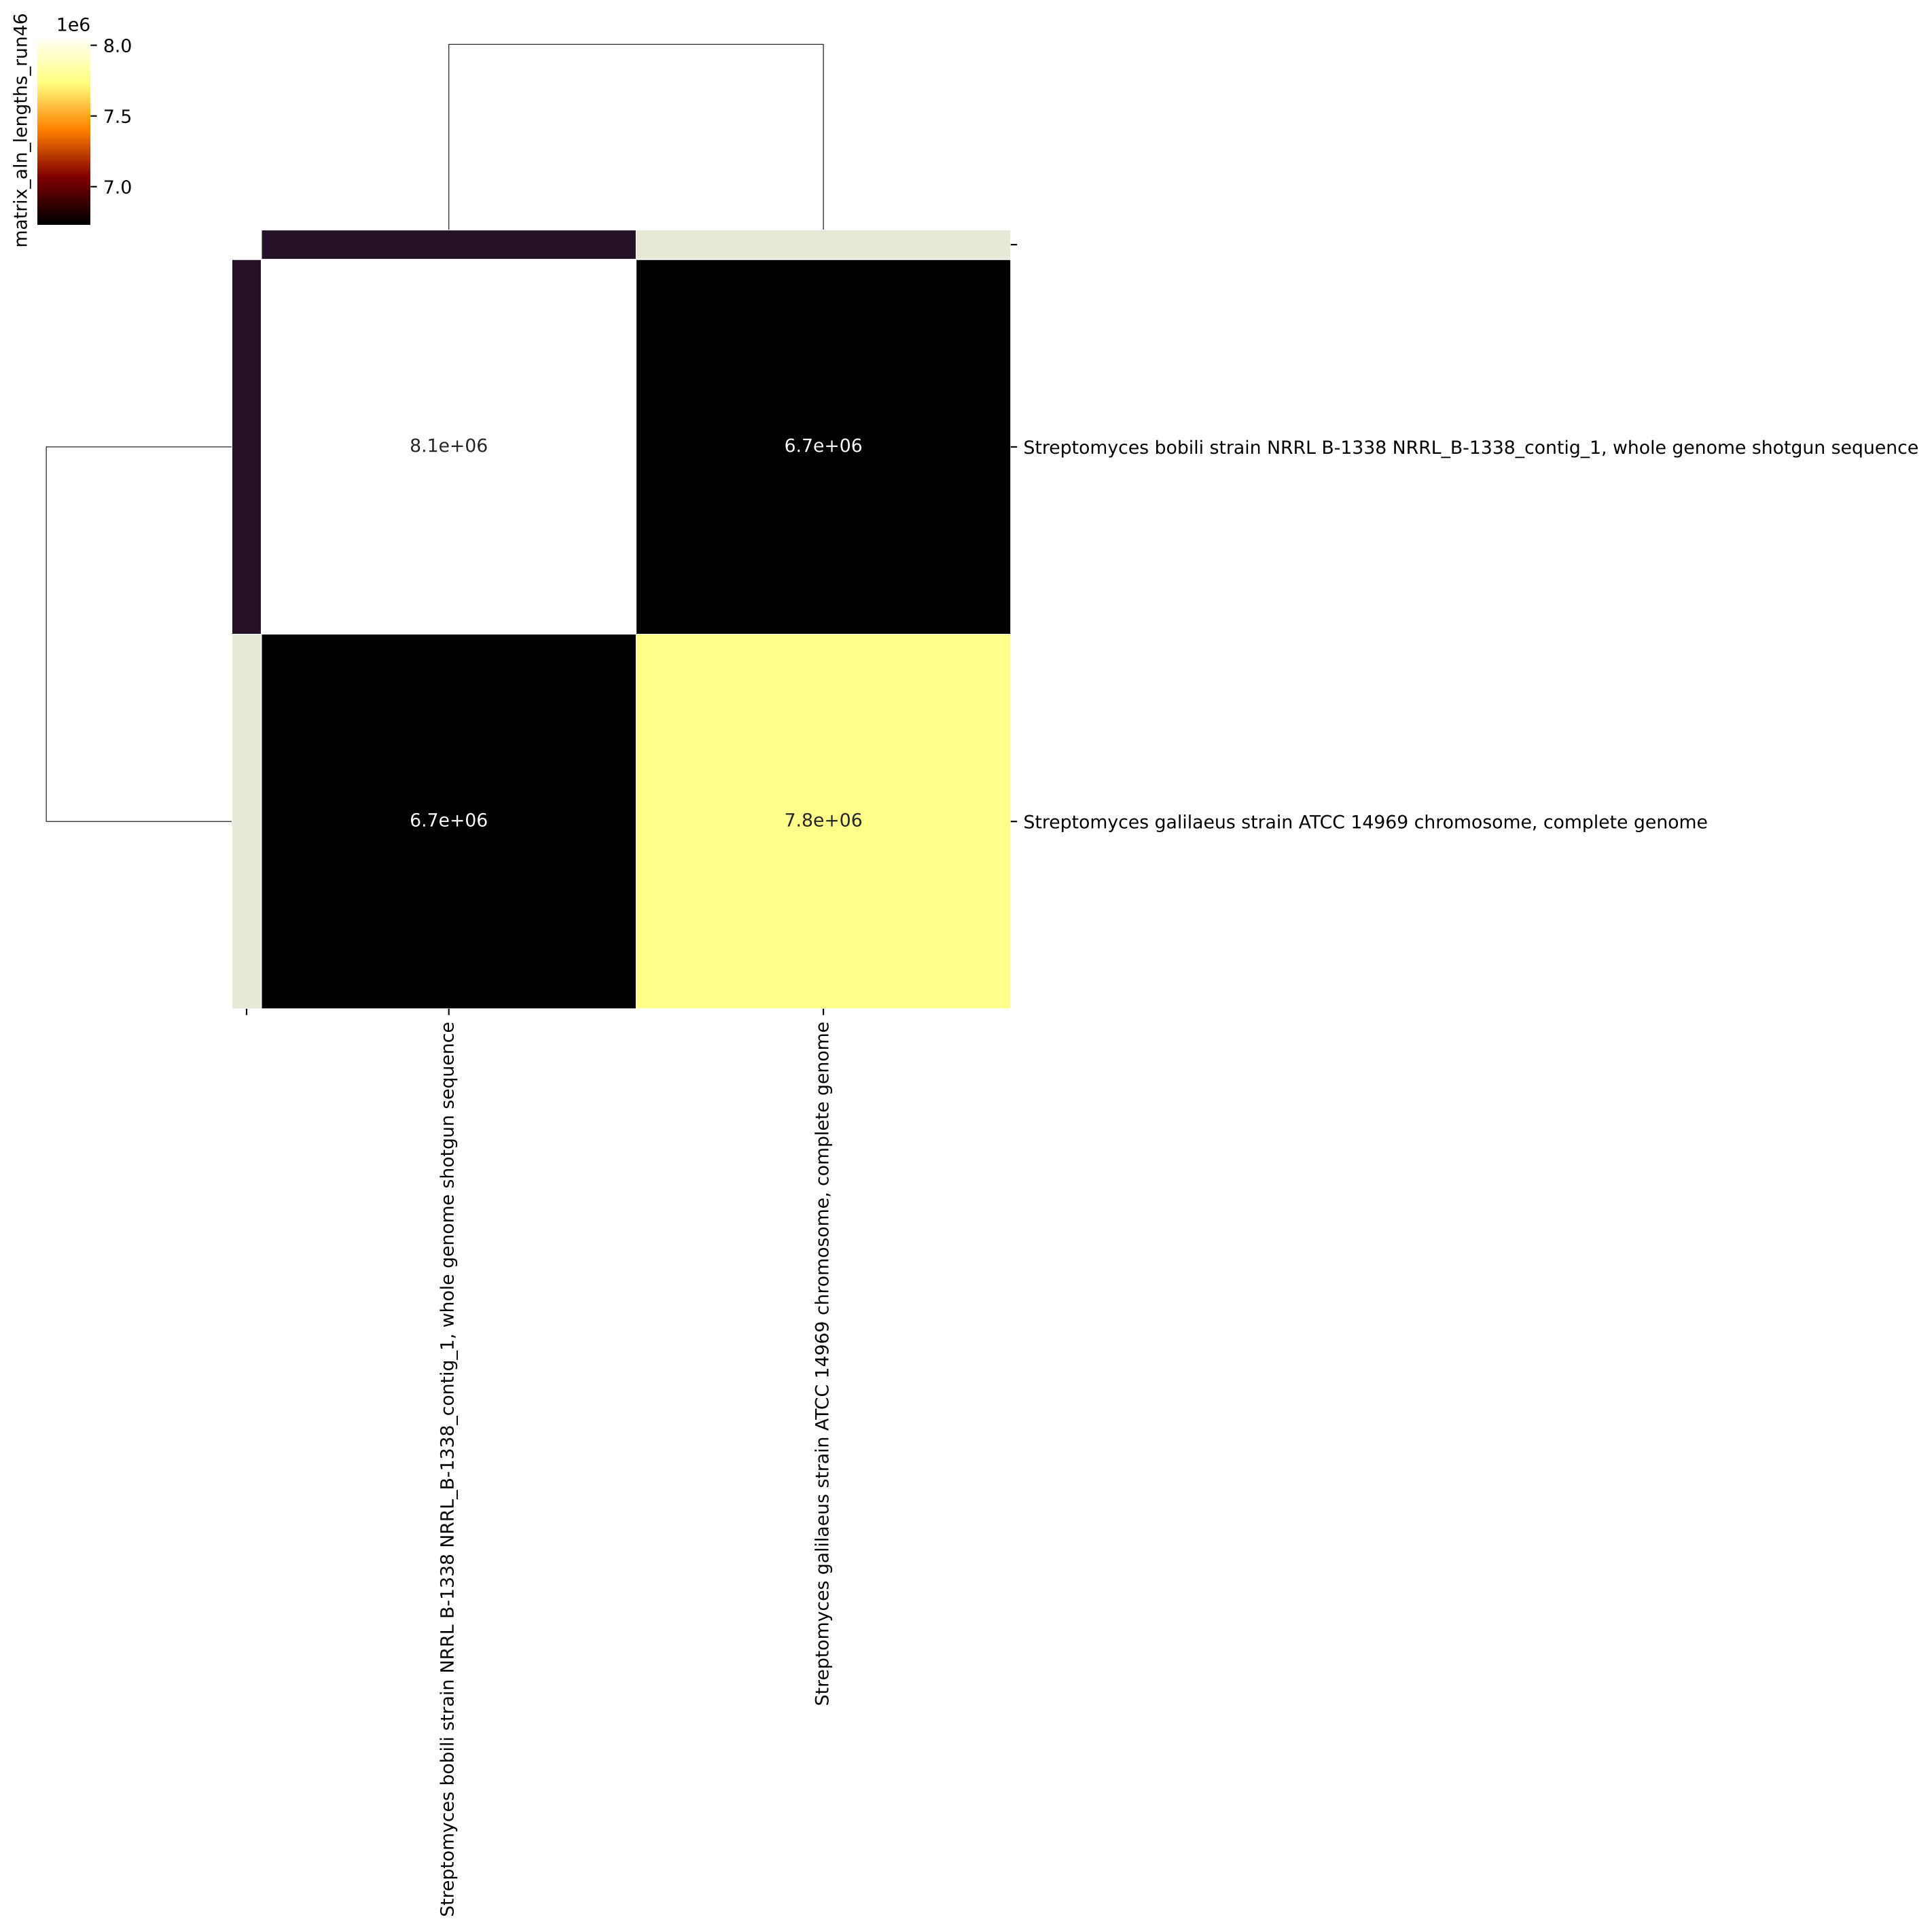 matrix_aln_lengths_run46
1e6
8.0
7.5
7.0
8.1e+06
6.7e+06
Streptomyces bobili strain NRRL B-1338 NRRL_B-1338_contig_1, whole genome shotgun sequence
6.7e+06
7.8e+06
Streptomyces galilaeus strain ATCC 14969 chromosome, complete genome
Streptomyces bobili strain NRRL B-1338 NRRL_B-1338_contig_1, whole genome shotgun sequence
Streptomyces galilaeus strain ATCC 14969 chromosome, complete genome